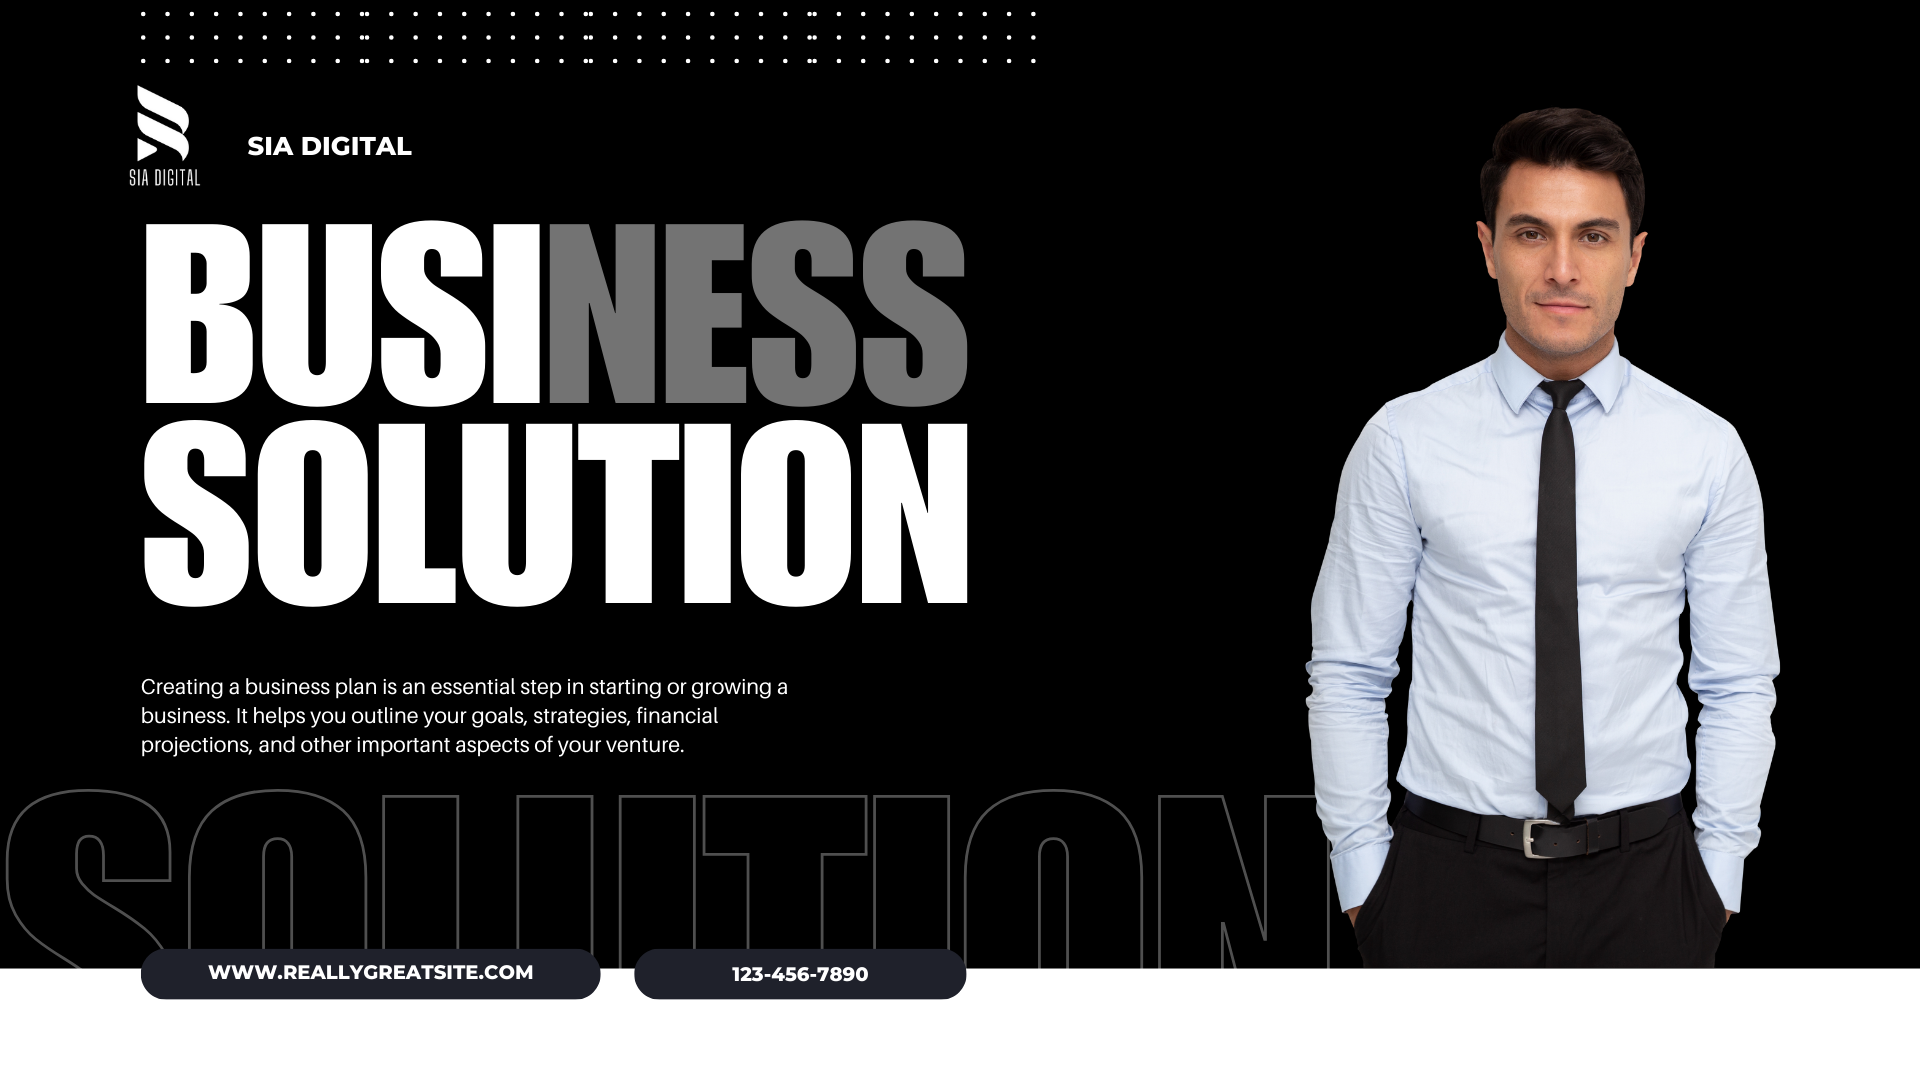 SIA DIGITAL
SIA DIGITAL
BUSINESS
SOLUTION
Creating a business plan is an essential step in starting or growing a
business. It helps you outline your goals, strategies, financial
projections, and other important aspects of your venture.
SOLUTION
WWW.REALLYGREATSITE.COM
123-456-7890